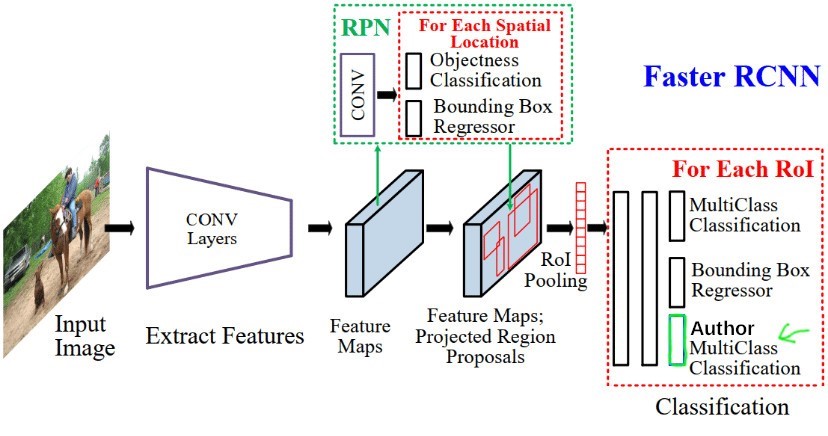 RPN
For Each Spatial
Location
CONV
Objectness
Classification
Bounding Box
Regressor
Faster RCNN
CONV
Layers
Input
Image
Extract Features
Feature
Maps
Feature Maps;
Projected Region
Proposals
RoI
Pooling
For Each RoI
MultiClass
Classification
Bounding Box
Regressor
Author
MultiClass
Classification
Classification